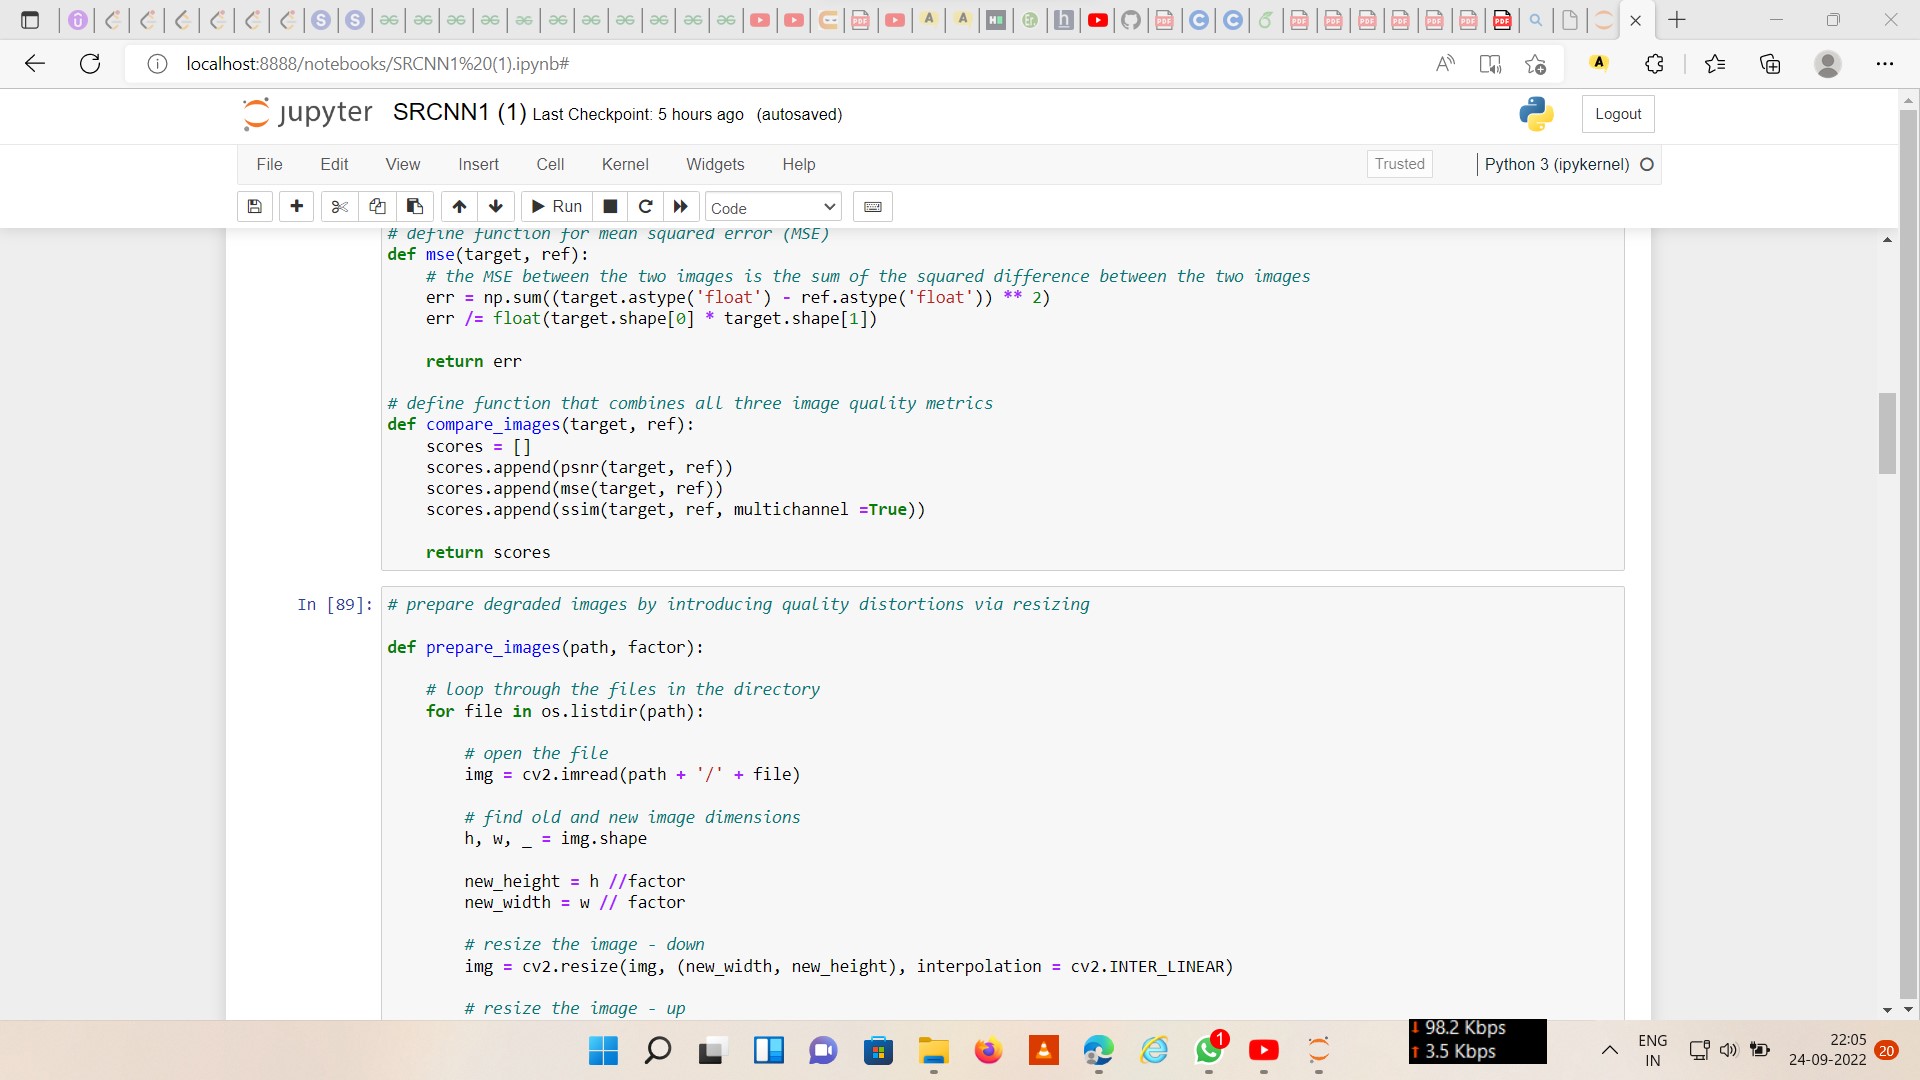 localhost:8888/notebooks/SRCNN1%20(1).ipynb#
jupyter SRCNN1 (1) Last Checkpoint: 5 hours ago (autosaved)
Logout
File Edit View Insert Cell Kernel Widgets Help
Trusted
Python 3 (ipykernel)
Run
Code
# define function for mean squared error (MSE)
def mse(target, ref):
    # the MSE between the two images is the sum of the squared difference between the two images
    err = np.sum((target.astype('float') - ref.astype('float')) ** 2)
    err /= float(target.shape[0] * target.shape[1])
    return err
# define function that combines all three image quality metrics
def compare_images(target, ref):
    scores = []
    scores.append(psnr(target, ref))
    scores.append(mse(target, ref))
    scores.append(ssim(target, ref, multichannel =True))
    return scores
In [89]: # prepare degraded images by introducing quality distortions via resizing
def prepare_images(path, factor):
    # loop through the files in the directory
    for file in os.listdir(path):
        # open the file
        img = cv2.imread(path + '/' + file)
        # find old and new image dimensions
        h, w, _ = img.shape
        new_height = h //factor
        new_width = w // factor
        # resize the image - down
        img = cv2.resize(img, (new_width, new_height), interpolation = cv2.INTER_LINEAR)
        # resize the image - up
↓ 98.2 Kbps
↑ 3.5 Kbps
1
ENG
IN
22:05
24-09-2022
20